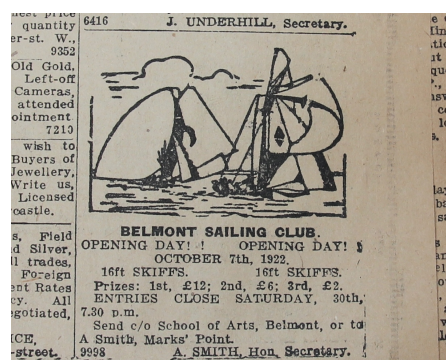 nest price
quantity
er-st. W.,
9352
Old Gold,
Left-off
Cameras,
attended
ointment.
7219
wish to
Buyers of
Jewellery,
Write us,
Licensed
castle.
s, Field
d Silver,
ll trades,
Foreign
ent Rates
cy. All
egotiated,
ICE,
street.
6416 J. UNDERHILL, Secretary.
BELMONT SAILING CLUB.
OPENING DAY! ! OPENING DAY! !
OCTOBER 7th, 1922.
16ft SKIFFS. 16ft SKIFFS.
Prizes: 1st, £12; 2nd, £6; 3rd, £2.
ENTRIES CLOSE SATURDAY, 30th,
7.30 p.m.
Send c/o School of Arts, Belmont, or to
A Smith, Marks' Point.
9998 A. SMITH, Hon. Secretary.